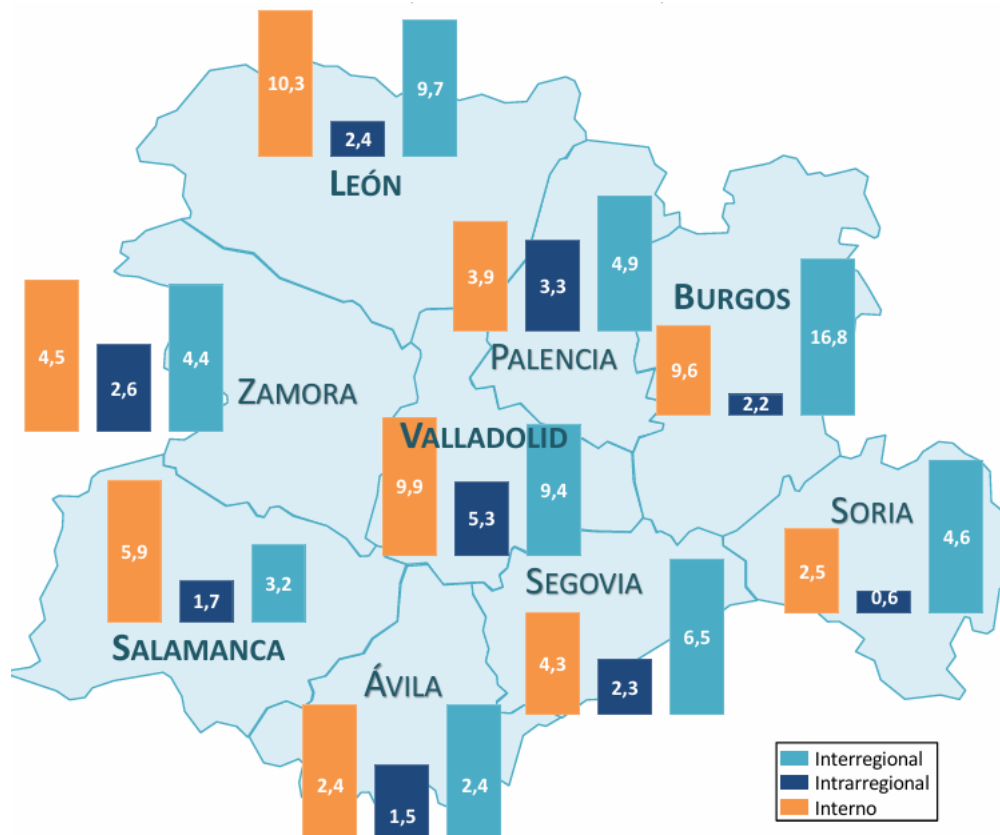 10,3
2,4
9,7
LEÓN
3,9
3,3
4,9
PALENCIA
BURGOS
9,6
2,2
16,8
4,5
2,6
4,4
ZAMORA
VALLADOLID
9,9
5,3
9,4
SORIA
2,5
0,6
4,6
5,9
1,7
3,2
SALAMANCA
SEGOVIA
4,3
2,3
6,5
ÁVILA
2,4
1,5
2,4
Interregional
Intrarregional
Interno